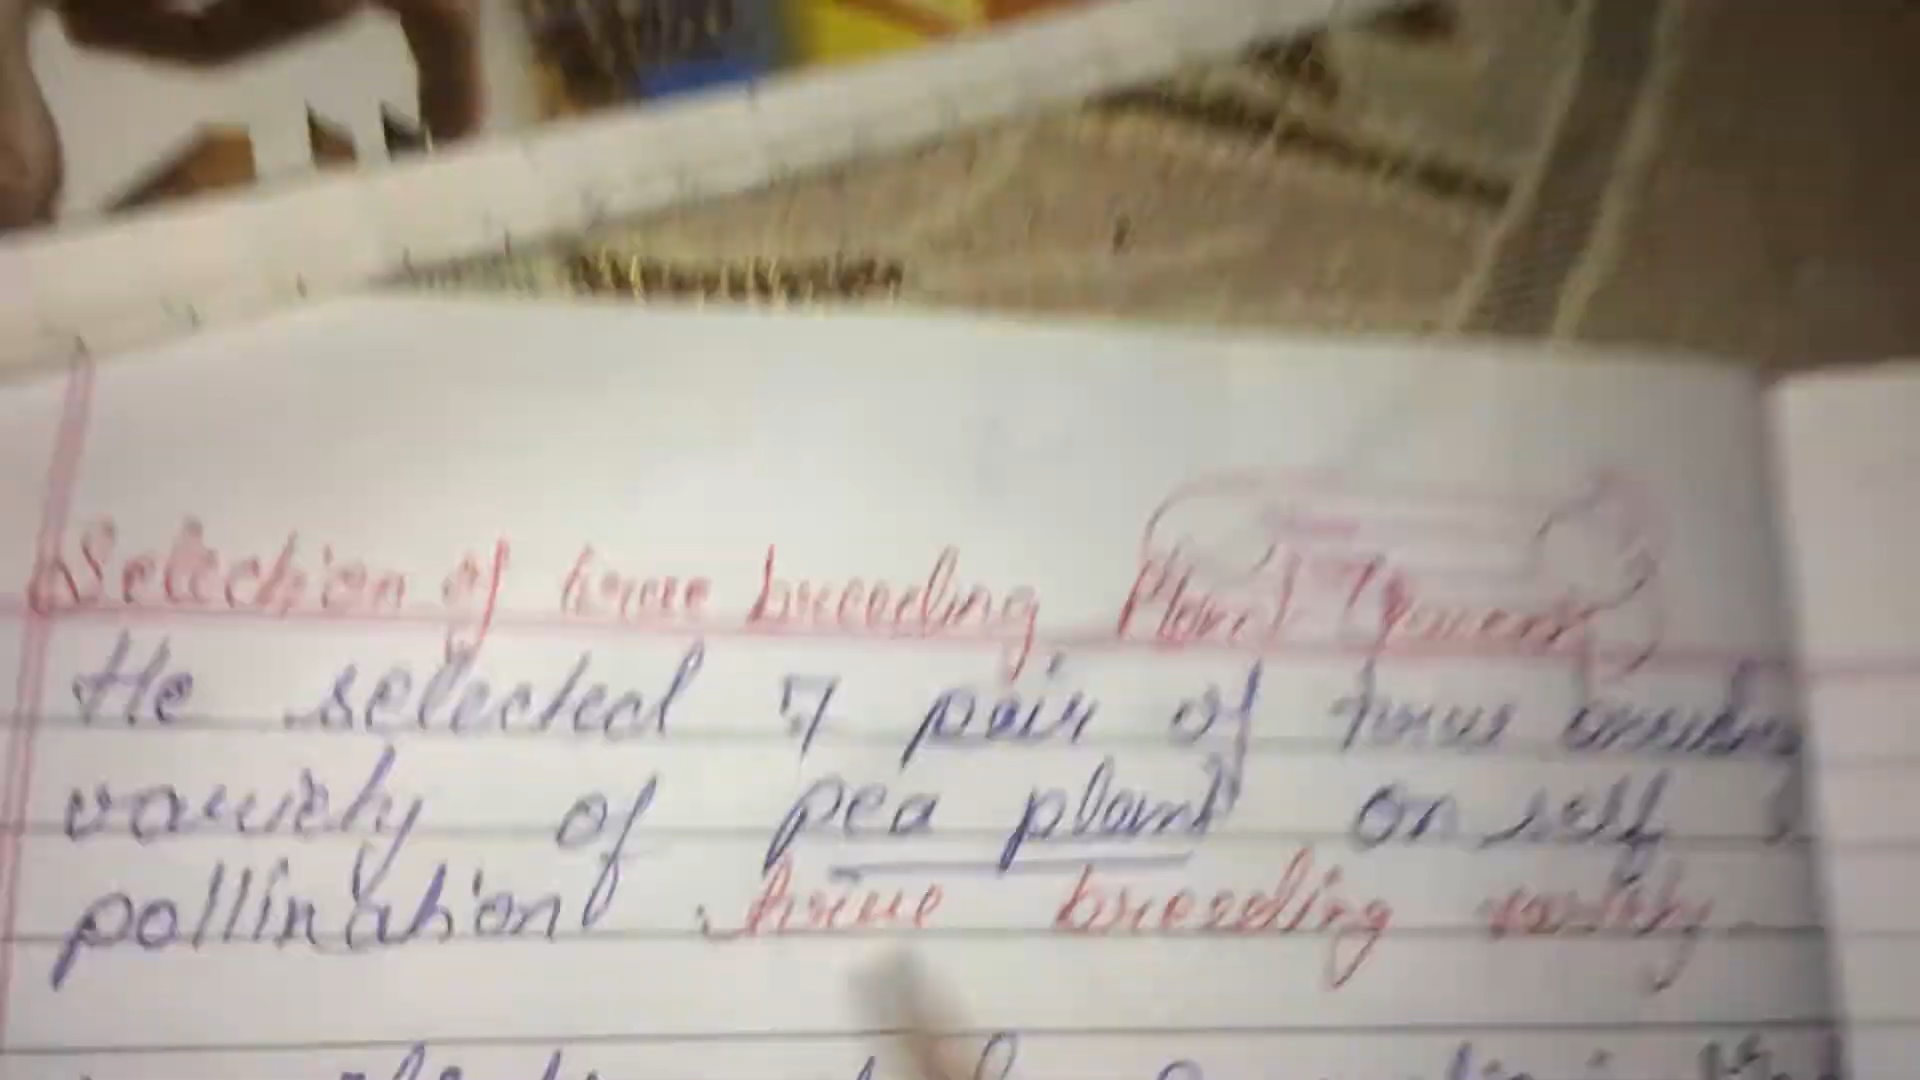 Selection of true breeding Plant
He selected 7 pair of true breeding
variety of pea plant on self
pollination true breeding variety